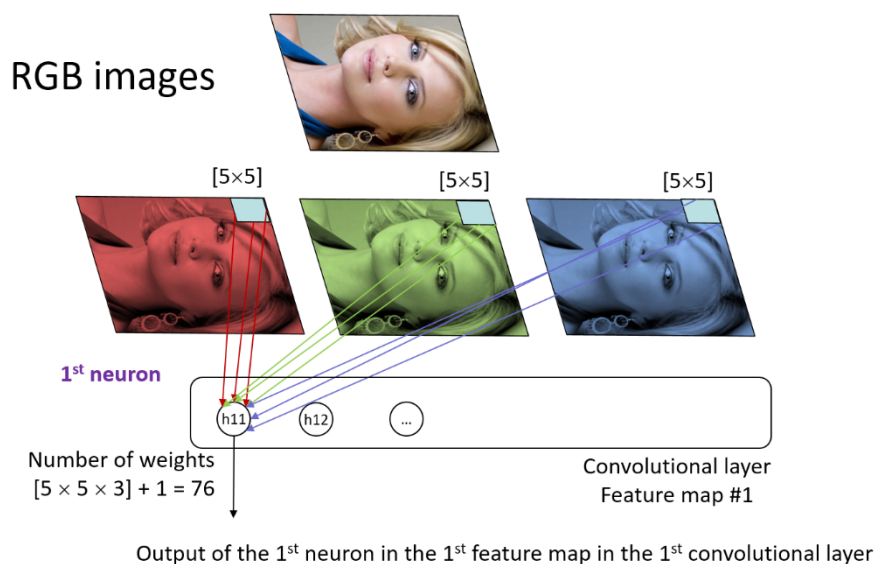 RGB images
[5×5]
[5×5]
[5×5]
1st neuron
h11
h12
...
Number of weights
[5 × 5 × 3] + 1 = 76
Convolutional layer
Feature map #1
Output of the 1st neuron in the 1st feature map in the 1st convolutional layer